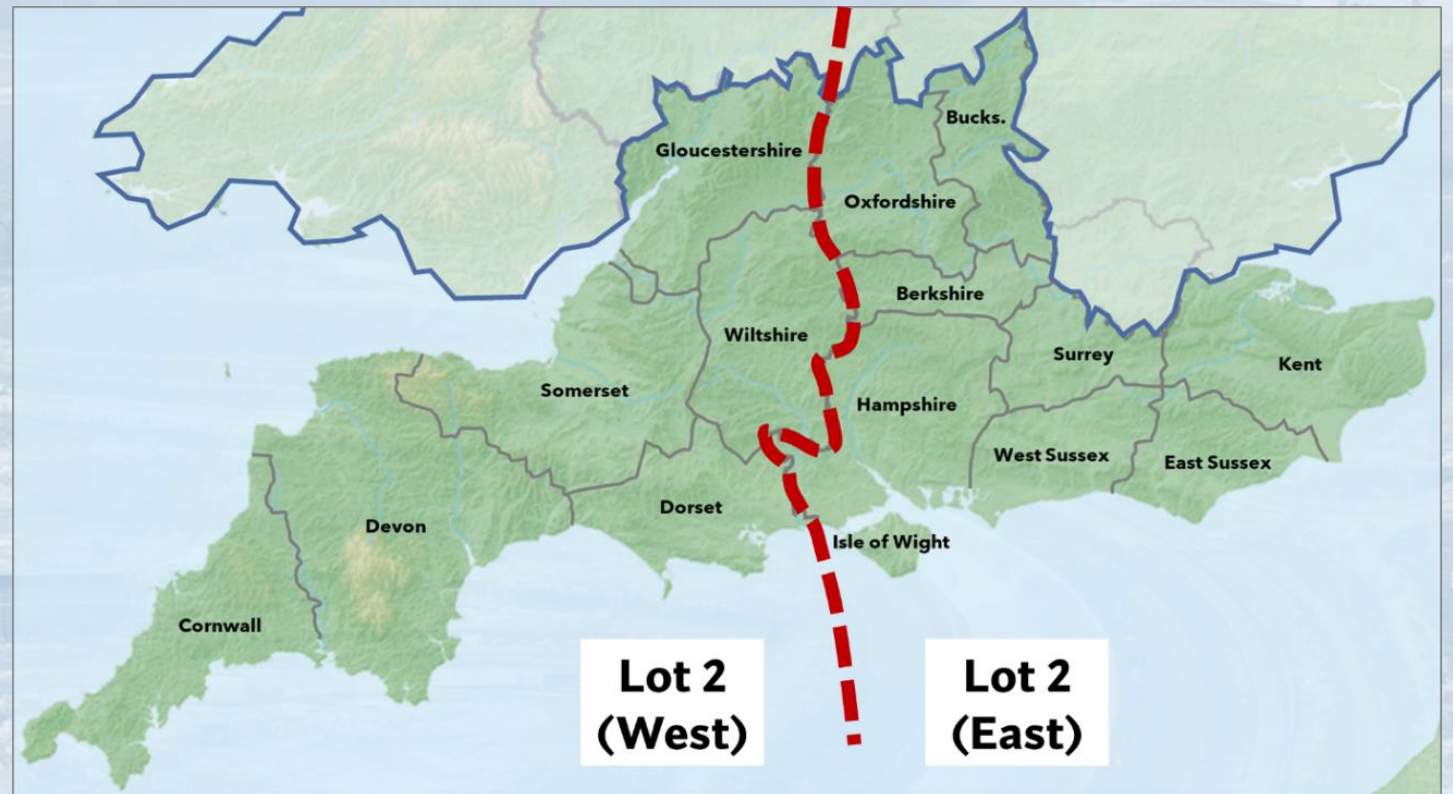 Bucks.
Gloucestershire
Oxfordshire
Berkshire
Wiltshire
Surrey
Kent
Somerset
Hampshire
West Sussex
East Sussex
Dorset
Devon
Isle of Wight
Cornwall
Lot 2
(West)
Lot 2
(East)